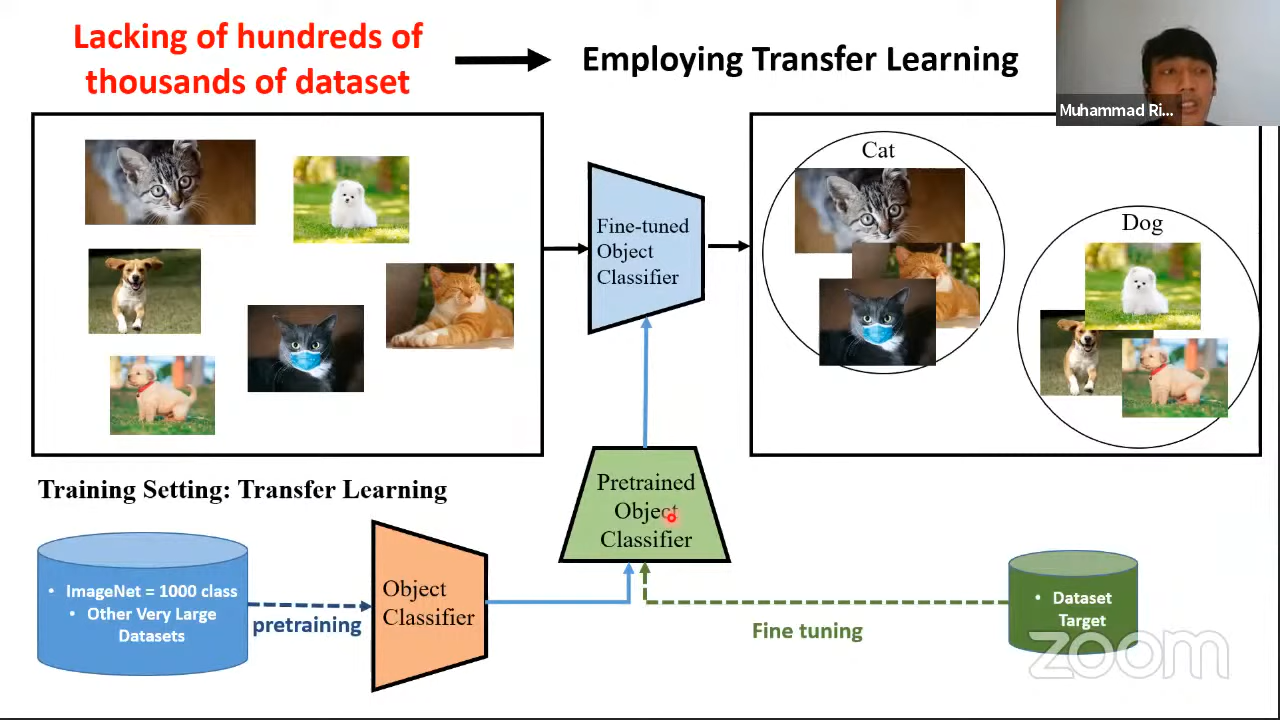 Lacking of hundreds of
thousands of dataset
Employing Transfer Learning
Muhammad Ri...
Cat
Dog
Fine-tuned
Object
Classifier
Pretrained
Object
Classifier
Training Setting: Transfer Learning
• ImageNet = 1000 class
• Other Very Large
Datasets
pretraining
Object
Classifier
Fine tuning
• Dataset
Target
zoom